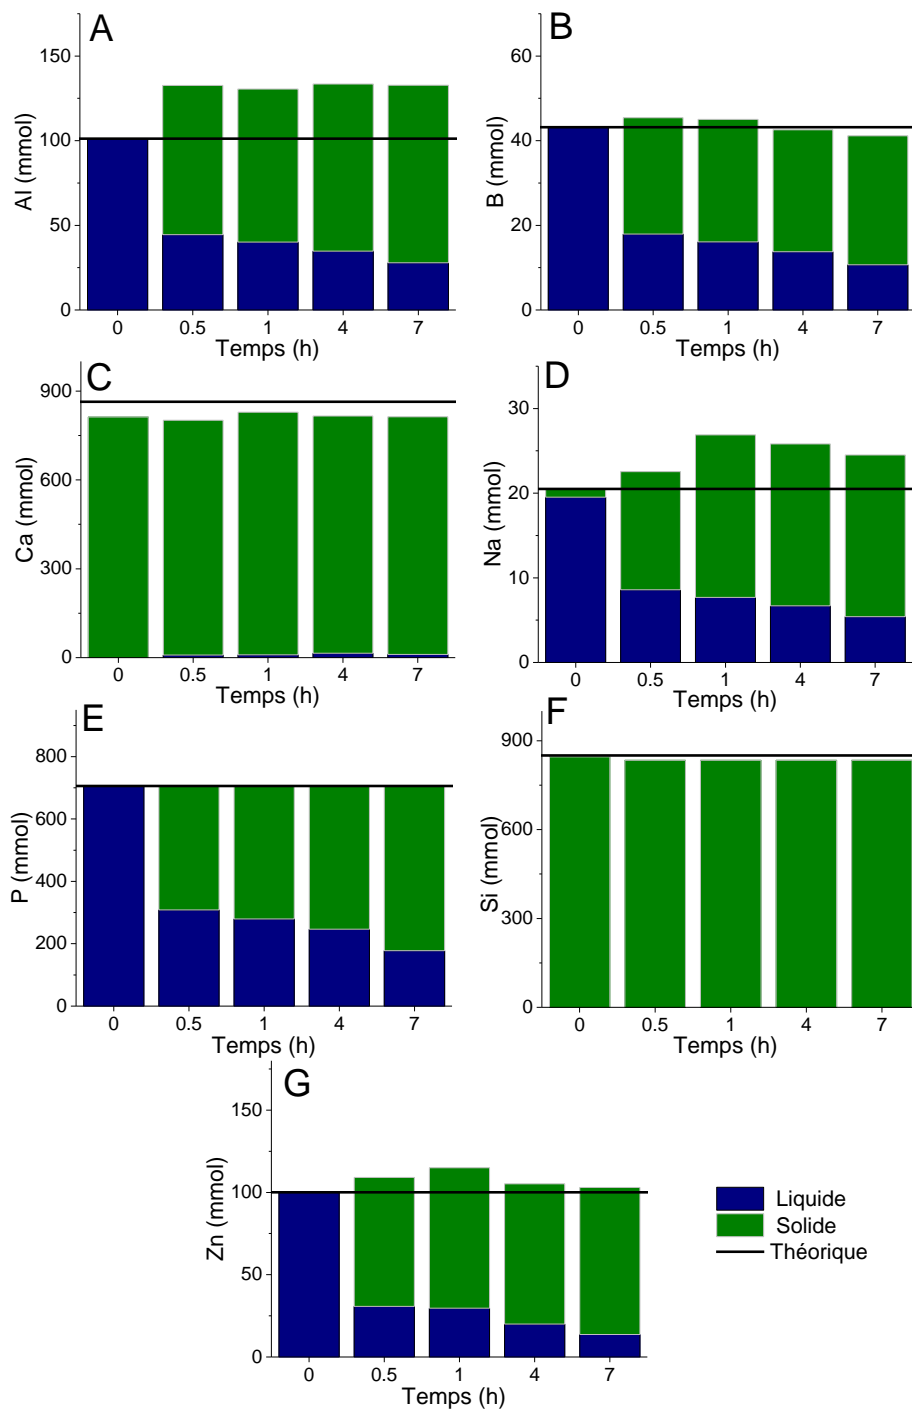 A
Al (mmol)
150
100
50
0
0 0.5 1 4 7
Temps (h)
B
B (mmol)
60
40
20
0
0 0.5 1 4 7
Temps (h)
C
Ca (mmol)
900
600
300
0
0 0.5 1 4 7
Temps (h)
D
Na (mmol)
30
20
10
0
0 0.5 1 4 7
Temps (h)
E
P (mmol)
800
600
400
200
0
0 0.5 1 4 7
Temps (h)
F
Si (mmol)
900
600
300
0
0 0.5 1 4 7
Temps (h)
G
Zn (mmol)
150
100
50
0
0 0.5 1 4 7
Temps (h)
Liquide
Solide
Théorique